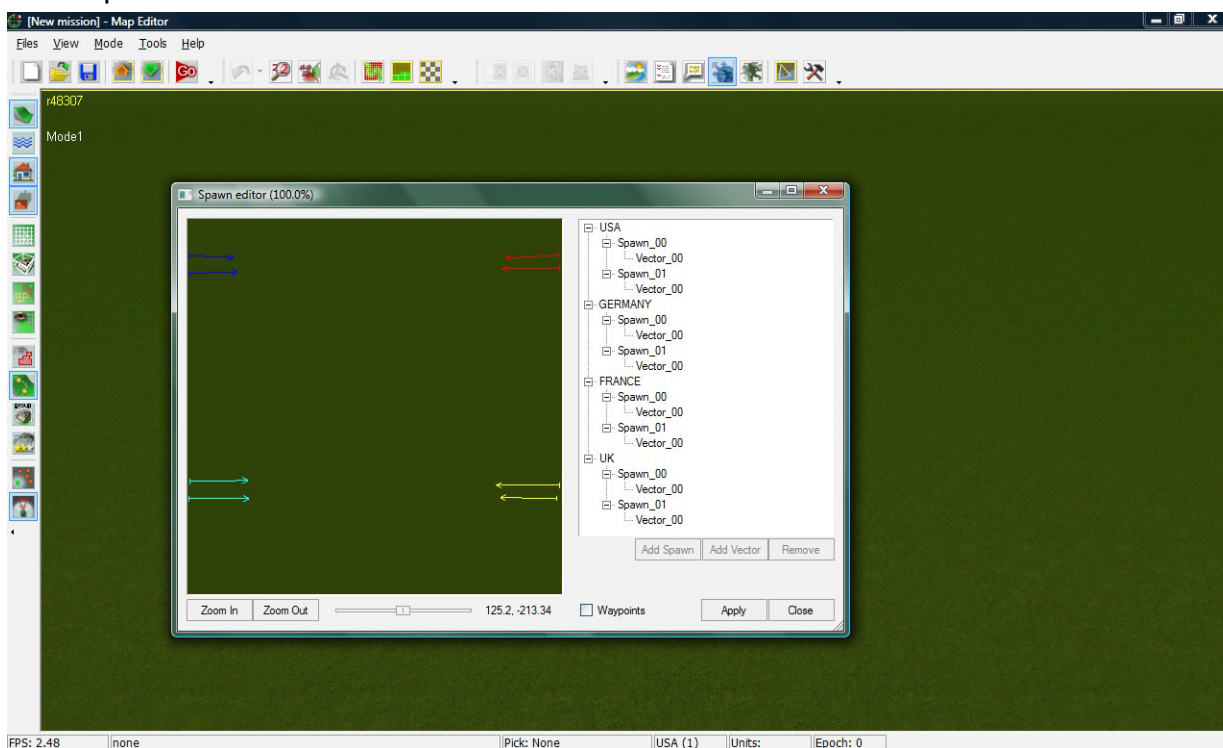 [New mission] - Map Editor
Files View Mode Tools Help
GO
r48307
Mode1
group
Spawn editor (100.0%)
USA
Spawn_00
Vector_00
Spawn_01
Vector_00
GERMANY
Spawn_00
Vector_00
Spawn_01
Vector_00
FRANCE
Spawn_00
Vector_00
Spawn_01
Vector_00
UK
Spawn_00
Vector_00
Spawn_01
Vector_00
Add Spawn Add Vector Remove
Zoom In Zoom Out 125.2, -213.34 Waypoints Apply Close
FPS: 2.48 none Pick: None USA (1) Units: Epoch: 0